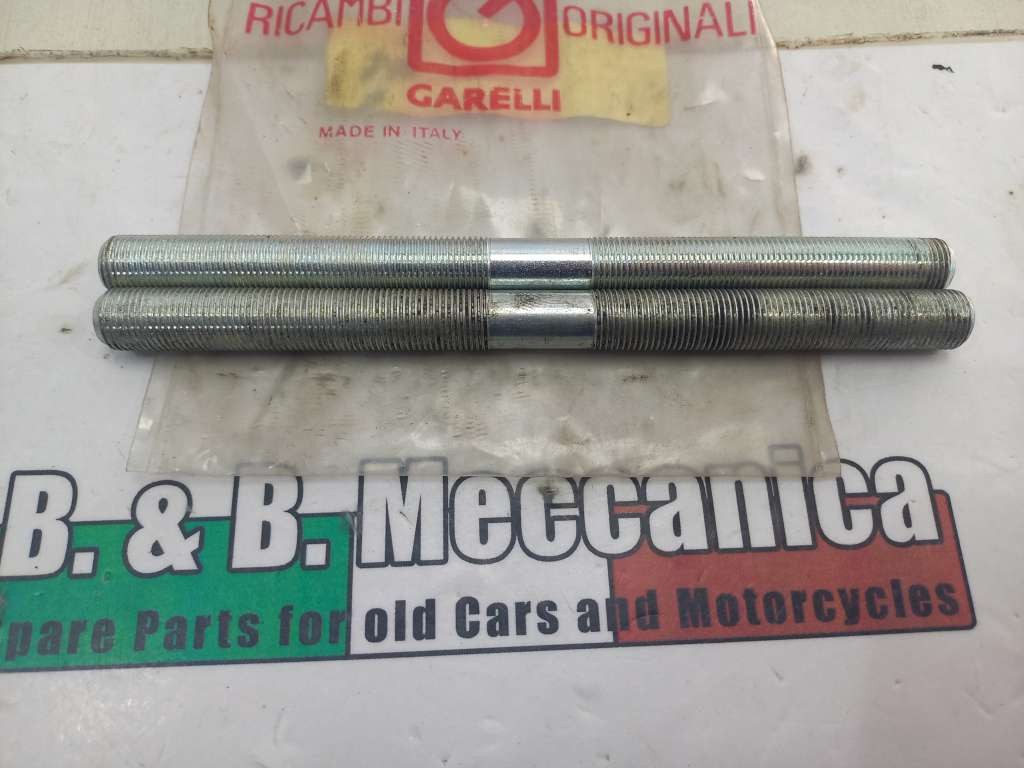 RICAMBI G ORIGINALI
GARELLI
MADE IN ITALY
B. & B. Meccanica
pare Parts for old Cars and Motorcycles